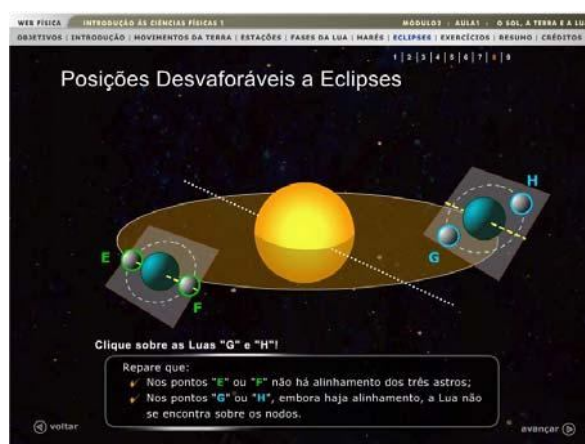 WEB FÍSICA INTRODUÇÃO ÀS CIÊNCIAS FÍSICAS 1 MÓDULO3 - AULA1 - O SOL, A TERRA E A LU
OBJETIVOS | INTRODUÇÃO | MOVIMENTOS DA TERRA | ESTAÇÕES | FASES DA LUA | MARÉS | ECLIPSES | EXERCÍCIOS | RESUMO | CRÉDITOS
1 | 2 | 3 | 4 | 5 | 6 | 7 | 8 | 9
Posições Desvaforáveis a Eclipses
H
E
G
F
Clique sobre as Luas "G" e "H"!
Repare que:
Nos pontos "E" ou "F" não há alinhamento dos três astros;
Nos pontos "G" ou "H", embora haja alinhamento, a Lua não
se encontra sobre os nodos.
voltar
avançar